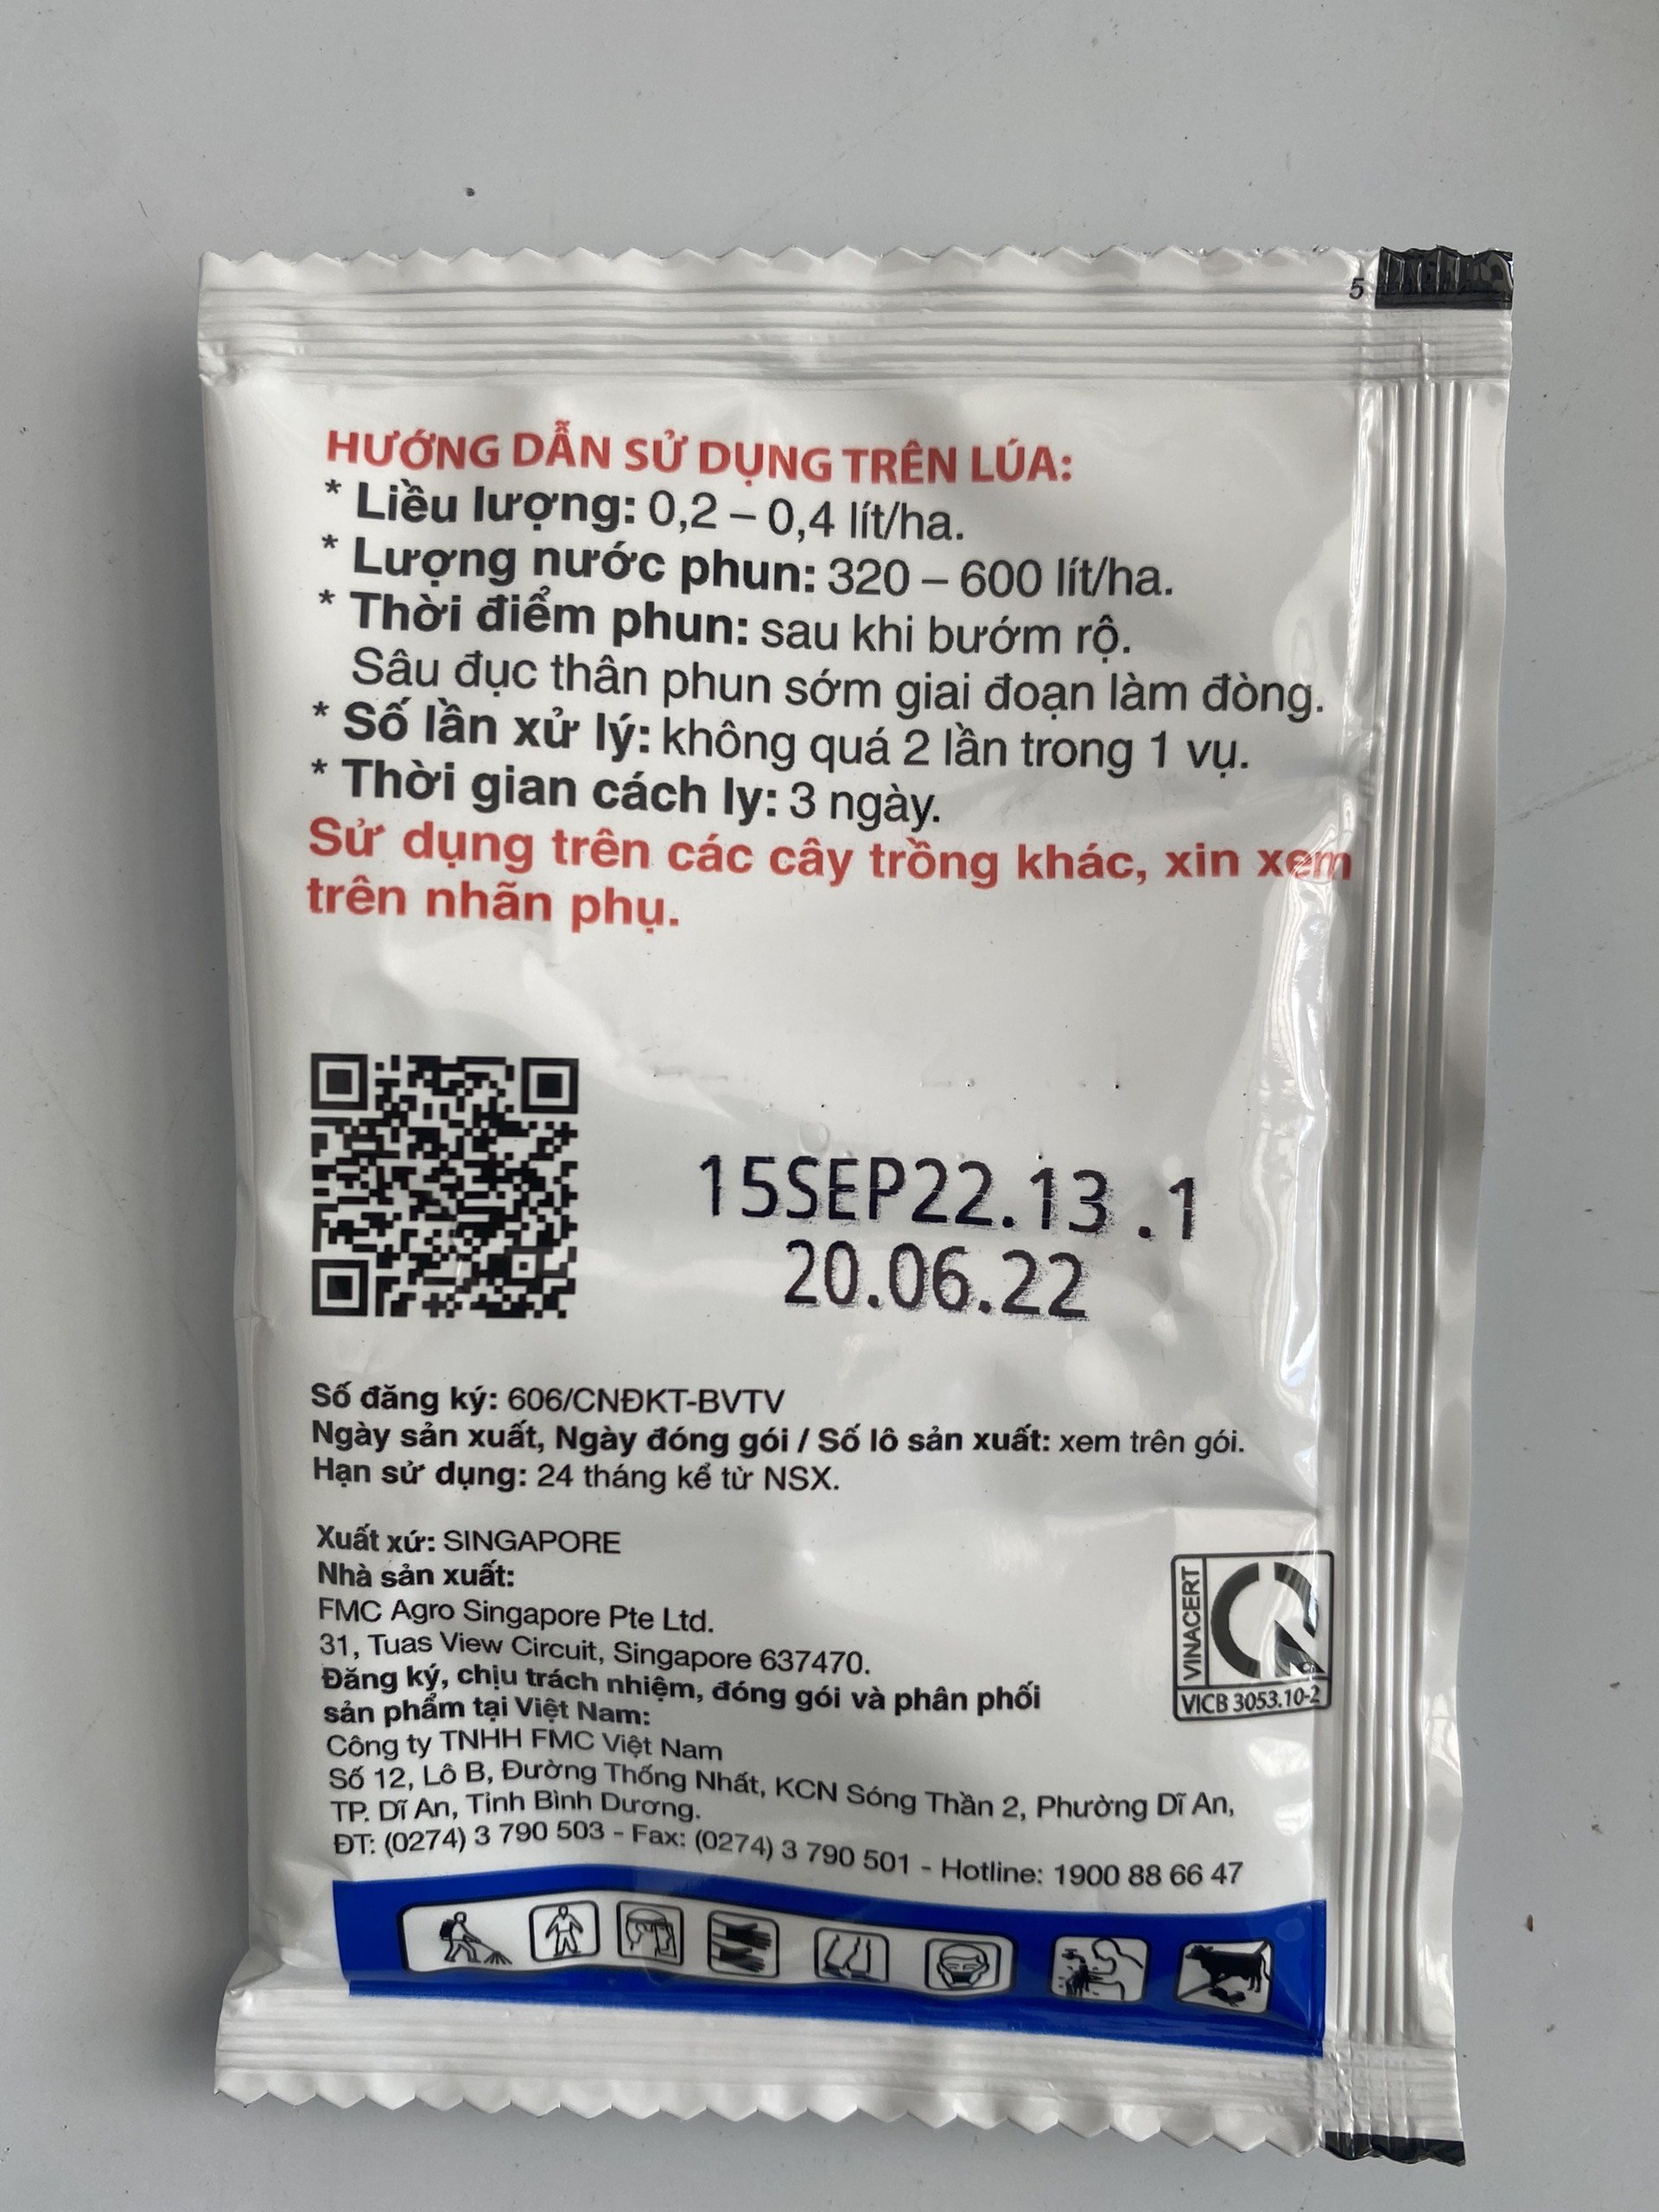 5
HƯỚNG DẪN SỬ DỤNG TRÊN LÚA:
* Liều lượng: 0,2 – 0,4 lít/ha.
* Lượng nước phun: 320 – 600 lít/ha.
* Thời điểm phun: sau khi bướm rộ.
Sâu đục thân phun sớm giai đoạn làm đòng.
* Số lần xử lý: không quá 2 lần trong 1 vụ.
* Thời gian cách ly: 3 ngày.
Sử dụng trên các cây trồng khác, xin xem
trên nhãn phụ.
15SEP22.13 .1
20.06.22
Số đăng ký: 606/CNĐKT-BVTV
Ngày sản xuất, Ngày đóng gói / Số lô sản xuất: xem trên gói.
Hạn sử dụng: 24 tháng kể từ NSX.
Xuất xứ: SINGAPORE
Nhà sản xuất:
FMC Agro Singapore Pte Ltd.
31, Tuas View Circuit, Singapore 637470.
Đăng ký, chịu trách nhiệm, đóng gói và phân phối
sản phẩm tại Việt Nam:
Công ty TNHH FMC Việt Nam
Số 12, Lô B, Đường Thống Nhất, KCN Sóng Thần 2, Phường Dĩ An,
TP. Dĩ An, Tỉnh Bình Dương.
ĐT: (0274) 3 790 503 - Fax: (0274) 3 790 501 - Hotline: 1900 88 66 47
VINACERT
VICB 3053.10-2